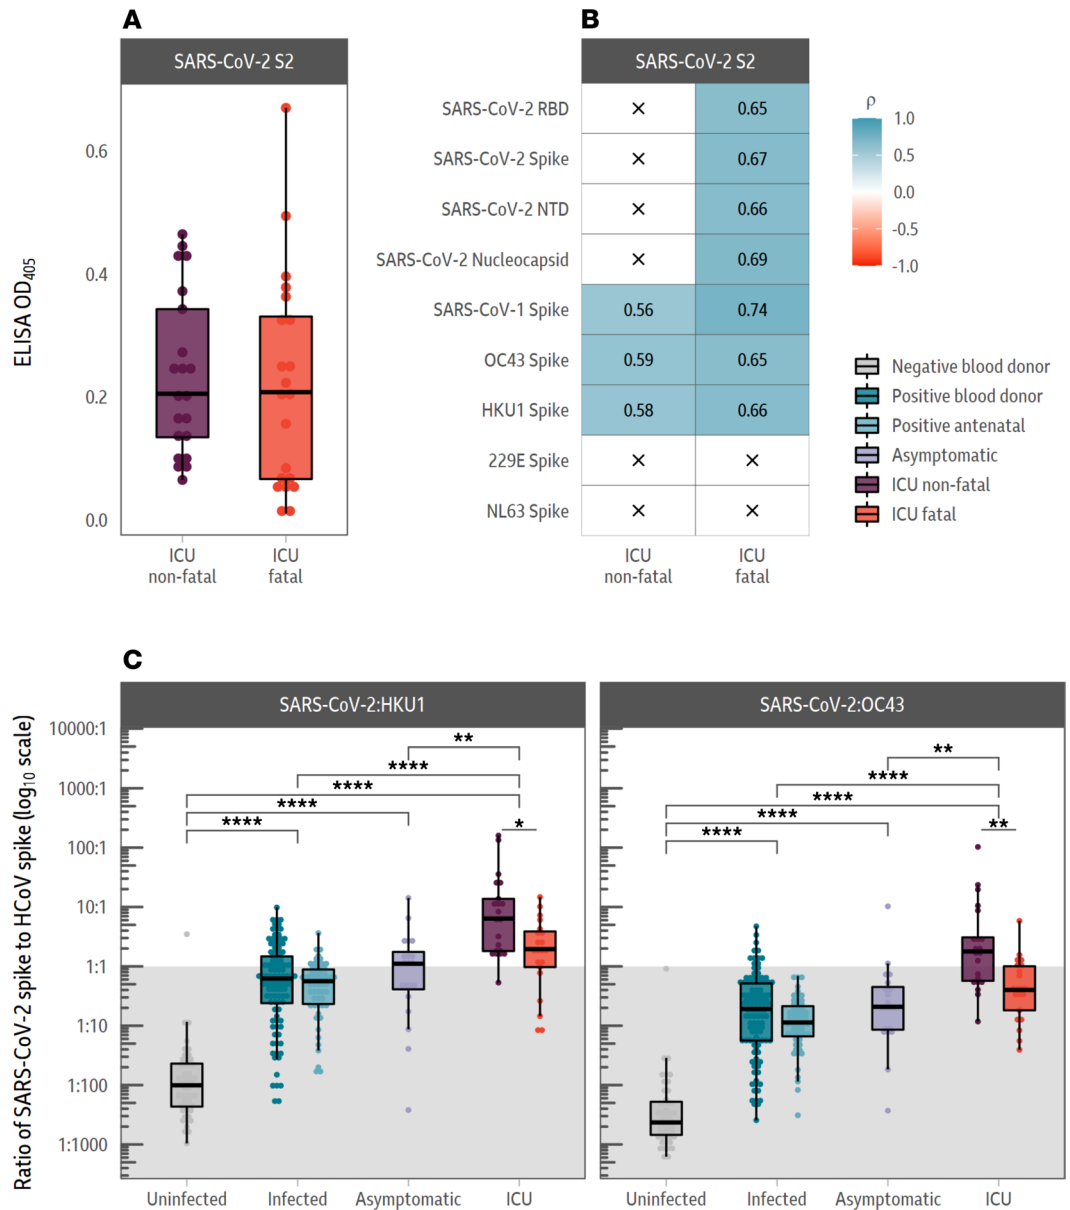 A
SARS-CoV-2 S2
ELISA OD405
0.6
0.4
0.2
0.0
ICU
non-fatal
ICU
fatal
B
SARS-CoV-2 S2
SARS-CoV-2 RBD
× 0.65
SARS-CoV-2 Spike
× 0.67
SARS-CoV-2 NTD
× 0.66
SARS-CoV-2 Nucleocapsid
× 0.69
SARS-CoV-1 Spike
0.56 0.74
OC43 Spike
0.59 0.65
HKU1 Spike
0.58 0.66
229E Spike
× ×
NL63 Spike
× ×
ICU
non-fatal
ICU
fatal
ρ
1.0
0.5
0.0
-0.5
-1.0
Negative blood donor
Positive blood donor
Positive antenatal
Asymptomatic
ICU non-fatal
ICU fatal
C
Ratio of SARS-CoV-2 spike to HCoV spike (log10 scale)
SARS-CoV-2:HKU1
10000:1
1000:1
100:1
10:1
1:1
1:10
1:100
1:1000
**
****
****
****
****
*
Uninfected
Infected
Asymptomatic
ICU
SARS-CoV-2:OC43
**
****
****
****
****
**
Uninfected
Infected
Asymptomatic
ICU